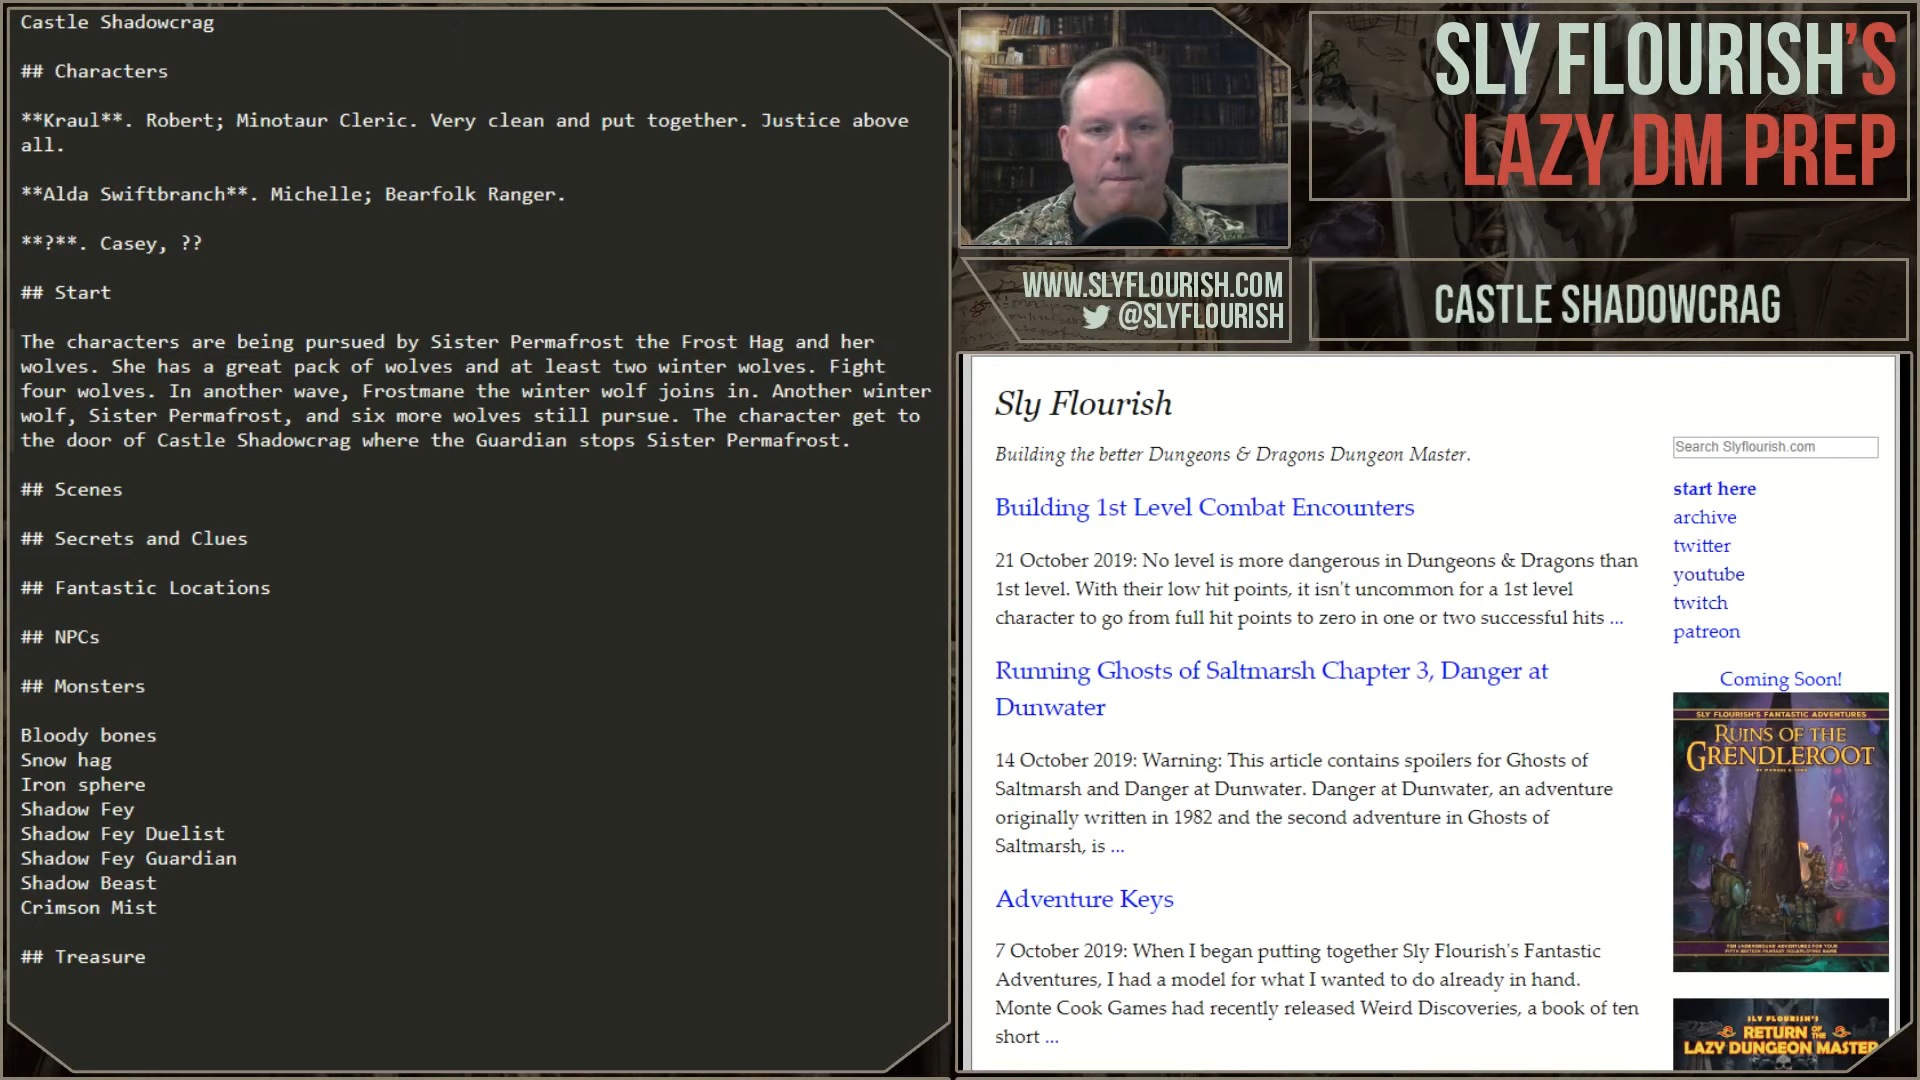 Castle Shadowcrag
## Characters
**Kraul**. Robert; Minotaur Cleric. Very clean and put together. Justice above
all.
**Alda Swiftbranch**. Michelle; Bearfolk Ranger.
**?**. Casey, ??
## Start
The characters are being pursued by Sister Permafrost the Frost Hag and her
wolves. She has a great pack of wolves and at least two winter wolves. Fight
four wolves. In another wave, Frostmane the winter wolf joins in. Another winter
wolf, Sister Permafrost, and six more wolves still pursue. The character get to
the door of Castle Shadowcrag where the Guardian stops Sister Permafrost.
## Scenes
## Secrets and Clues
## Fantastic Locations
## NPCs
## Monsters
Bloody bones
Snow hag
Iron sphere
Shadow Fey
Shadow Fey Duelist
Shadow Fey Guardian
Shadow Beast
Crimson Mist
## Treasure
WWW.SLYFLOURISH.COM
@SLYFLOURISH
SLY FLOURISH'S
LAZY DM PREP
CASTLE SHADOWCRAG
Sly Flourish
Building the better Dungeons & Dragons Dungeon Master.
Building 1st Level Combat Encounters
21 October 2019: No level is more dangerous in Dungeons & Dragons than
1st level. With their low hit points, it isn't uncommon for a 1st level
character to go from full hit points to zero in one or two successful hits ...
Running Ghosts of Saltmarsh Chapter 3, Danger at
Dunwater
14 October 2019: Warning: This article contains spoilers for Ghosts of
Saltmarsh and Danger at Dunwater. Danger at Dunwater, an adventure
originally written in 1982 and the second adventure in Ghosts of
Saltmarsh, is ...
Adventure Keys
7 October 2019: When I began putting together Sly Flourish's Fantastic
Adventures, I had a model for what I wanted to do already in hand.
Monte Cook Games had recently released Weird Discoveries, a book of ten
short ...
Search Slyflourish.com
start here
archive
twitter
youtube
twitch
patreon
Coming Soon!
SLY FLOURISH'S FANTASTIC ADVENTURES
RUINS OF THE
GRENDLEROOT
SLY FLOURISH'S
RETURN OF THE
LAZY DUNGEON MASTER